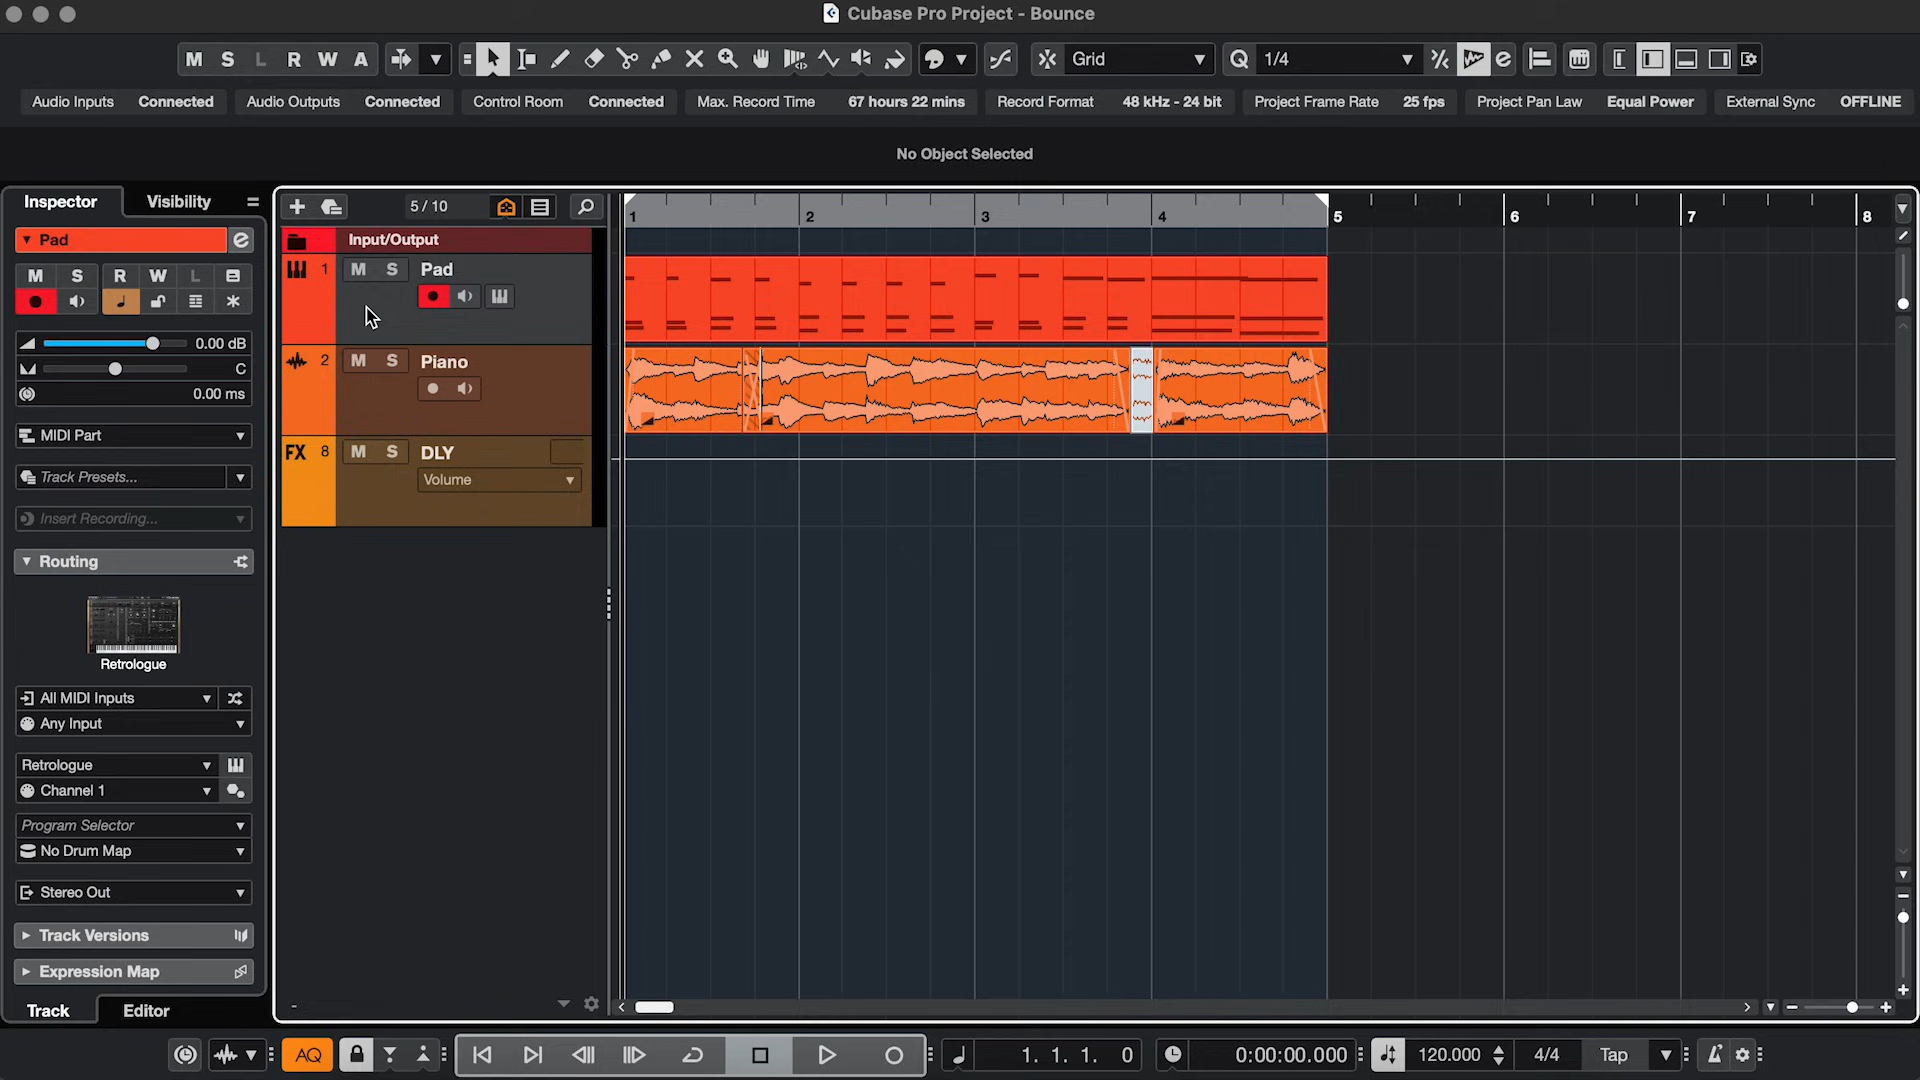 Cubase Pro Project - Bounce
M S L R W A Grid 1/4
Audio Inputs Connected Audio Outputs Connected Control Room Connected Max. Record Time 67 hours 22 mins Record Format 48 kHz - 24 bit Project Frame Rate 25 fps Project Pan Law Equal Power External Sync OFFLINE
No Object Selected
Inspector Visibility
5 / 10
1 2 3 4 5 6 7 8
Pad
M S R W L
0.00 dB
C
0.00 ms
MIDI Part
Track Presets...
Insert Recording...
Routing
Retrologue
All MIDI Inputs
Any Input
Retrologue
Channel 1
Program Selector
No Drum Map
Stereo Out
Track Versions
Expression Map
Track Editor
Input/Output
1 M S Pad
2 M S Piano
FX 8 M S DLY
Volume
AQ 1. 1. 1. 0 0:00:00.000 120.000 4/4 Tap